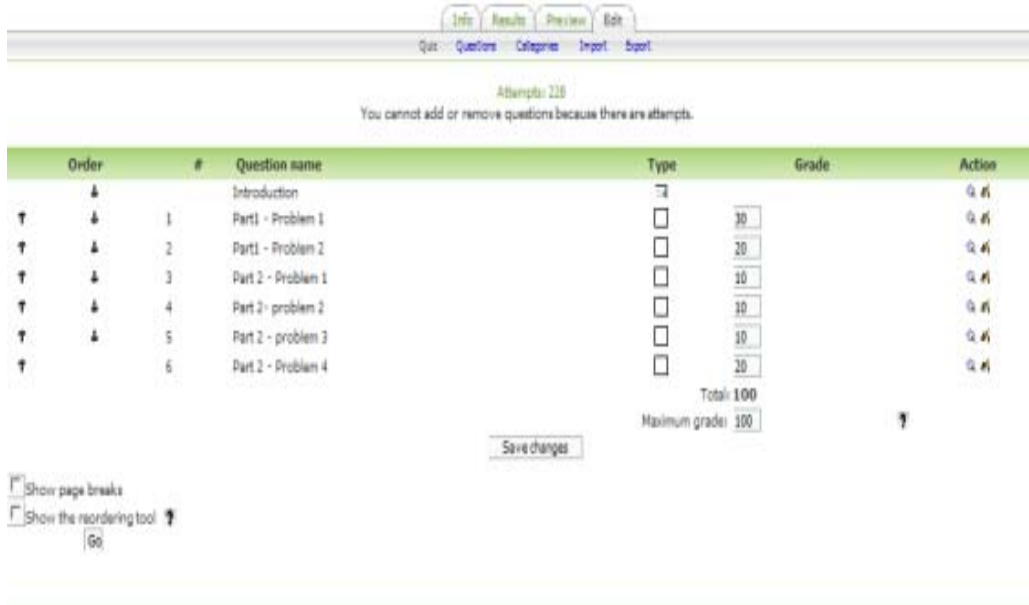 Info Results Preview Edit
Quiz Questions Categories Import Export
Attempts: 228
You cannot add or remove questions because there are attempts.
Order # Question name Type Grade Action
Introduction
1 Part1 - Problem 1 30
2 Part1 - Problem 2 20
3 Part 2 - Problem 1 10
4 Part 2- problem 2 10
5 Part 2 - problem 3 10
6 Part 2 - Problem 4 20
Total: 100
Maximum grade: 100 ?
Save changes
Show page breaks
Show the reordering tool ?
Go